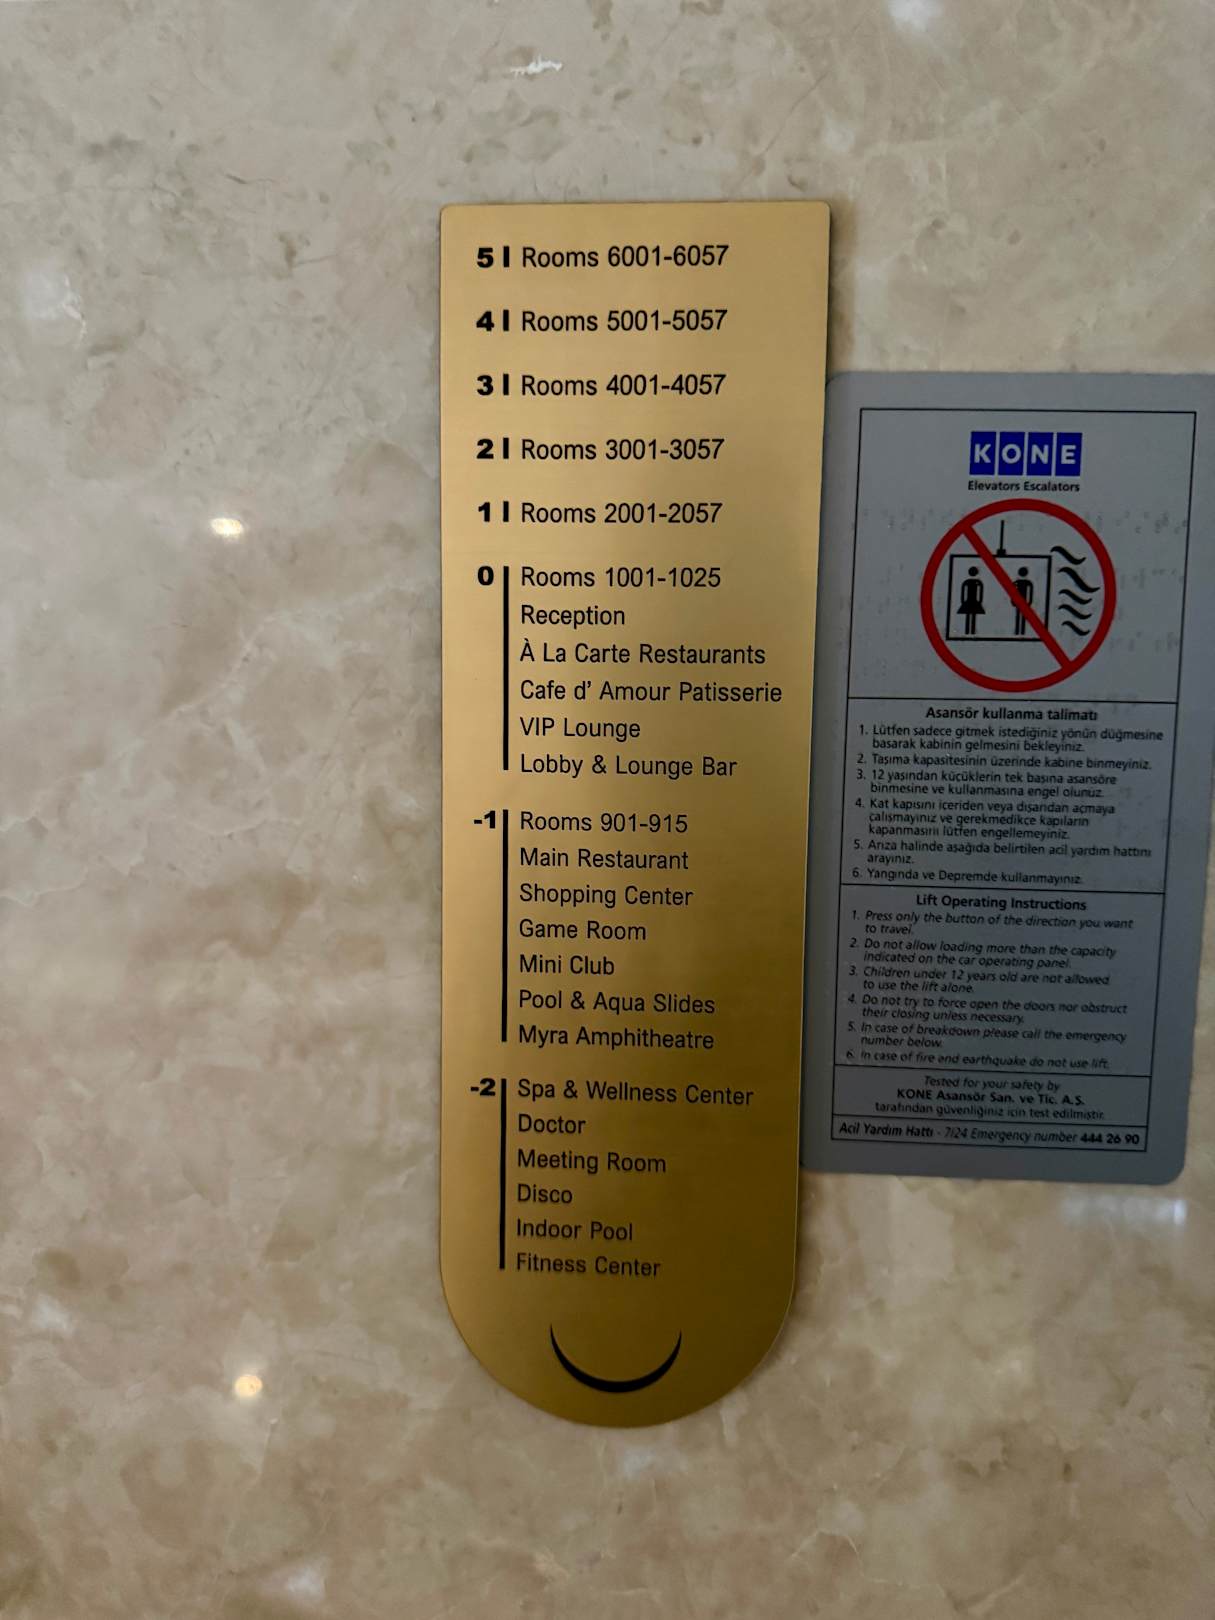 5 Rooms 6001-6057
4 Rooms 5001-5057
3 Rooms 4001-4057
2 Rooms 3001-3057
1 Rooms 2001-2057
0 Rooms 1001-1025
Reception
À La Carte Restaurants
Cafe d' Amour Patisserie
VIP Lounge
Lobby & Lounge Bar
-1 Rooms 901-915
Main Restaurant
Shopping Center
Game Room
Mini Club
Pool & Aqua Slides
Myra Amphitheatre
-2 Spa & Wellness Center
Doctor
Meeting Room
Disco
Indoor Pool
Fitness Center
KONE
Elevators Escalators
Asansör kullanma talimatı
1. Lütfen sadece gitmek istediğiniz yönün düğmesine
basarak kabinin gelmesini bekleyiniz.
2. Taşıma kapasitesinin üzerinde kabine binmeyiniz.
3. 12 yaşından küçüklerin tek başına asansöre
binmesine ve kullanmasına engel olunuz.
4. Kat kapısını içeriden veya dışarıdan açmaya
çalışmayınız ve gerekmedikçe kapıların
kapanmasını lütfen engellemeyiniz.
5. Arıza halinde aşağıda belirtilen acil yardım hattını
arayınız.
6. Yangında ve Depremde kullanmayınız.
Lift Operating Instructions
1. Press only the button of the direction you want
to travel.
2. Do not allow loading more than the capacity
indicated on the car operating panel.
3. Children under 12 years old are not allowed
to use the lift alone.
4. Do not try to force open the doors nor obstruct
their closing unless necessary.
5. In case of breakdown please call the emergency
number below.
6. In case of fire and earthquake do not use lift.
Tested for your safety by
KONE Asansör San. ve Tic. A.Ş.
tarafından güvenliğiniz için test edilmiştir.
Acil Yardım Hattı - 7/24 Emergency number 444 26 90